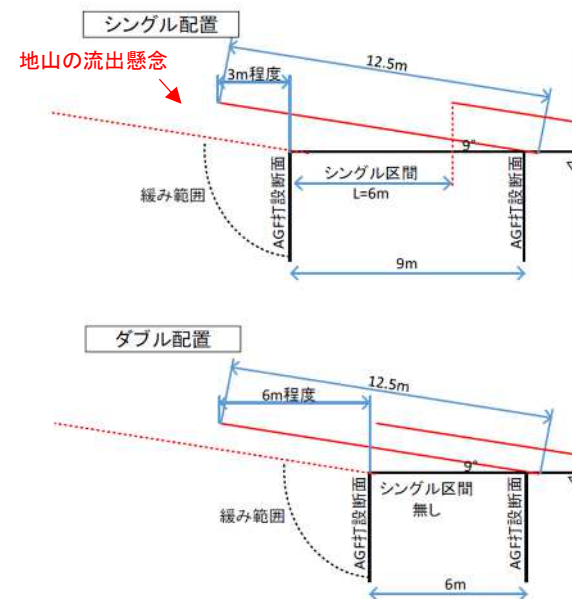 シングル配置
地山の流出懸念
3m程度
12.5m
9°
シングル区間
L=6m
緩み範囲
AGF打設断面
AGF打設断面
9m
ダブル配置
6m程度
12.5m
9°
シングル区間
無し
緩み範囲
AGF打設断面
AGF打設断面
6m